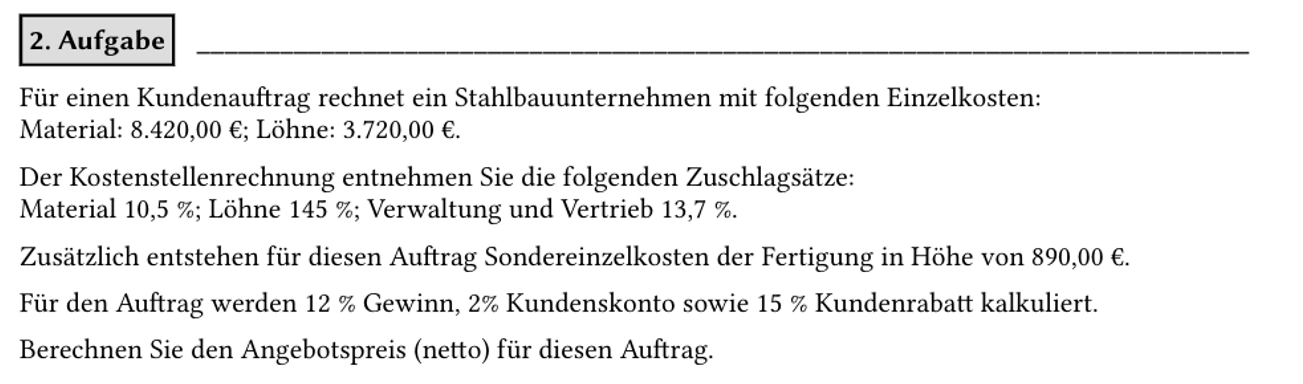 2. Aufgabe
Für einen Kundenauftrag rechnet ein Stahlbauunternehmen mit folgenden Einzelkosten:
Material: 8.420,00 €; Löhne: 3.720,00 €.
Der Kostenstellenrechnung entnehmen Sie die folgenden Zuschlagsätze:
Material 10,5 %; Löhne 145 %; Verwaltung und Vertrieb 13,7 %.
Zusätzlich entstehen für diesen Auftrag Sondereinzelkosten der Fertigung in Höhe von 890,00 €.
Für den Auftrag werden 12 % Gewinn, 2% Kundenskonto sowie 15 % Kundenrabatt kalkuliert.
Berechnen Sie den Angebotspreis (netto) für diesen Auftrag.